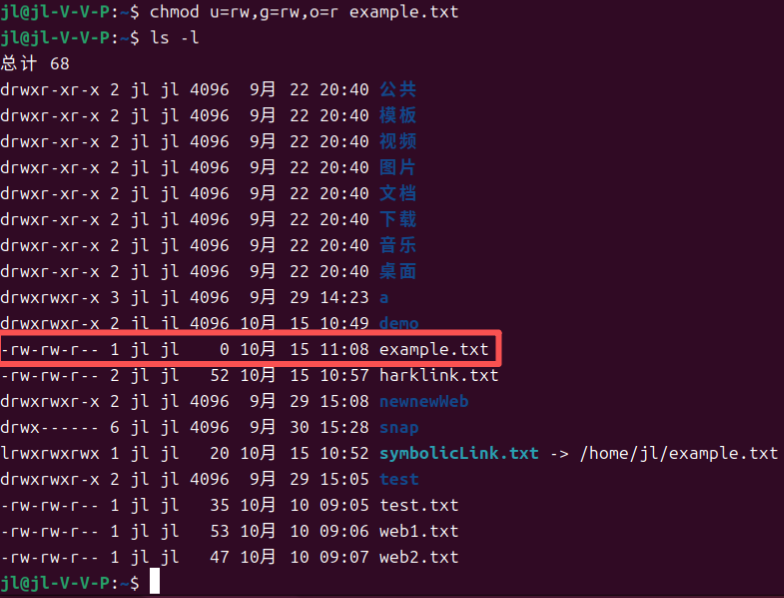 jl@jl-V-V-P:~$ chmod u=rw,g=rw,o=r example.txt
jl@jl-V-V-P:~$ ls -l
总计 68
drwxr-xr-x 2 jl jl 4096  9月  22 20:40 公共
drwxr-xr-x 2 jl jl 4096  9月  22 20:40 模板
drwxr-xr-x 2 jl jl 4096  9月  22 20:40 视频
drwxr-xr-x 2 jl jl 4096  9月  22 20:40 图片
drwxr-xr-x 2 jl jl 4096  9月  22 20:40 文档
drwxr-xr-x 2 jl jl 4096  9月  22 20:40 下载
drwxr-xr-x 2 jl jl 4096  9月  22 20:40 音乐
drwxr-xr-x 2 jl jl 4096  9月  22 20:40 桌面
drwxrwxr-x 3 jl jl 4096  9月  29 14:23 a
drwxrwxr-x 2 jl jl 4096 10月  15 10:49 demo
-rw-rw-r-- 1 jl jl    0 10月  15 11:08 example.txt
-rw-rw-r-- 2 jl jl   52 10月  15 10:57 harklink.txt
drwxrwxr-x 2 jl jl 4096  9月  29 15:08 newnewWeb
drwx------ 6 jl jl 4096  9月  30 15:28 snap
lrwxrwxrwx 1 jl jl   20 10月  15 10:52 symbolicLink.txt -> /home/jl/example.txt
drwxrwxr-x 2 jl jl 4096  9月  29 15:05 test
-rw-rw-r-- 1 jl jl   35 10月  10 09:05 test.txt
-rw-rw-r-- 1 jl jl   53 10月  10 09:06 web1.txt
-rw-rw-r-- 1 jl jl   47 10月  10 09:07 web2.txt
jl@jl-V-V-P:~$